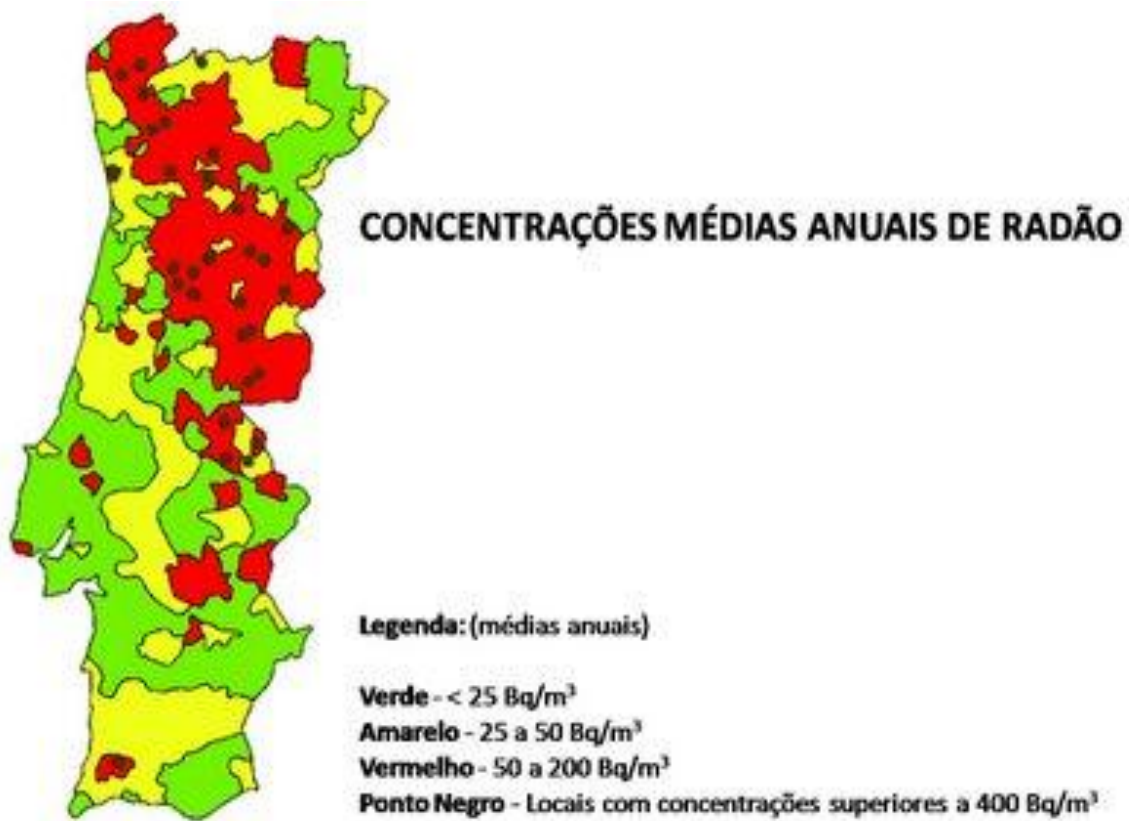 CONCENTRAÇÕES MÉDIAS ANUAIS DE RADÃO
Legenda: (médias anuais)
Verde - < 25 Bq/m³
Amarelo - 25 a 50 Bq/m³
Vermelho - 50 a 200 Bq/m³
Ponto Negro - Locais com concentrações superiores a 400 Bq/m³